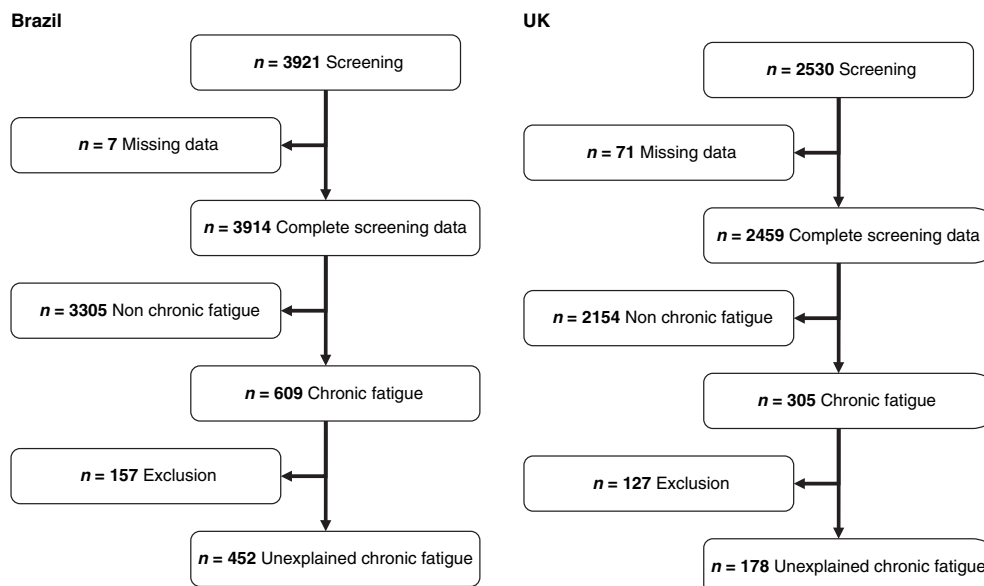 Brazil
n = 3921 Screening
n = 7 Missing data
n = 3914 Complete screening data
n = 3305 Non chronic fatigue
n = 609 Chronic fatigue
n = 157 Exclusion
n = 452 Unexplained chronic fatigue
UK
n = 2530 Screening
n = 71 Missing data
n = 2459 Complete screening data
n = 2154 Non chronic fatigue
n = 305 Chronic fatigue
n = 127 Exclusion
n = 178 Unexplained chronic fatigue